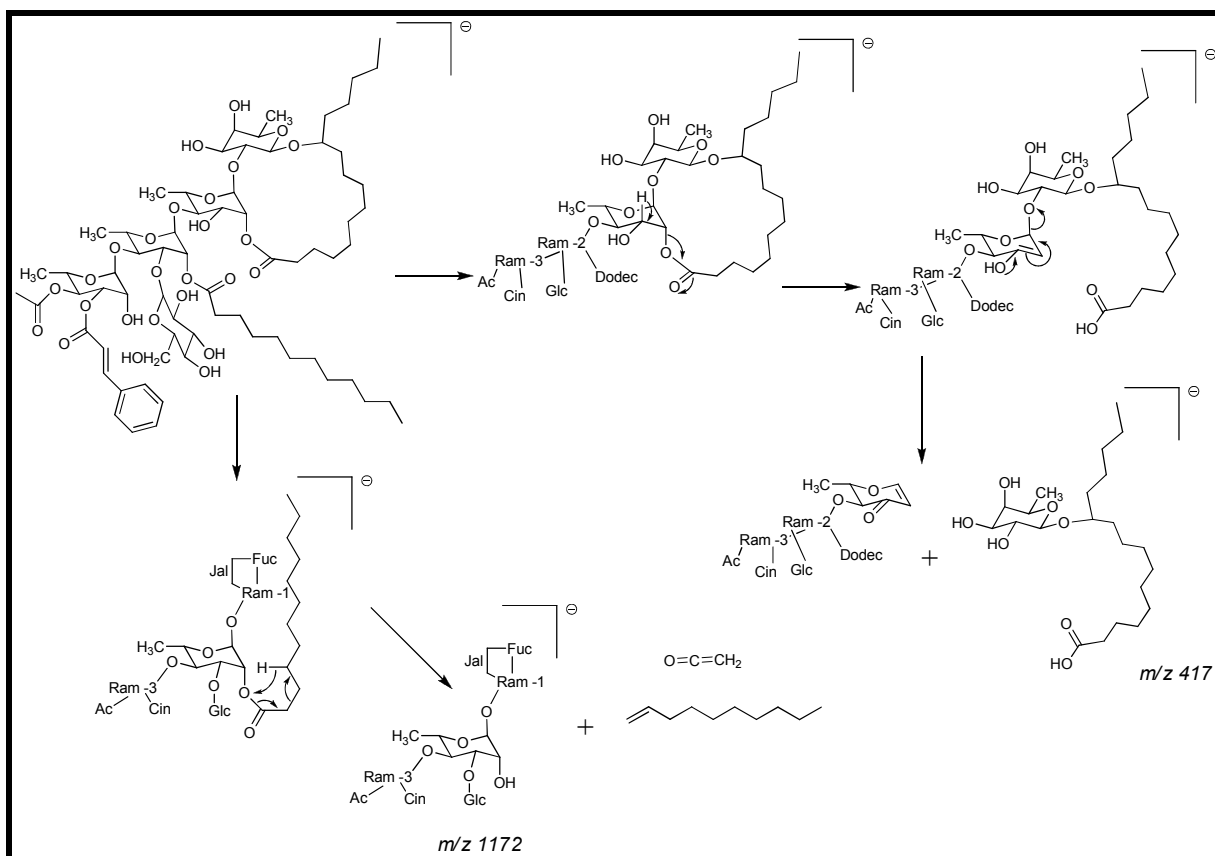 ⊖
OH
CH₃
O
HO
O
O
H₃C
O
O
HO
O
H₃C
O
O
O
O
O
H₃C
O
O
O
O
O
O
OH
HO
O
O
O
HOH₂C
HO
OH
OH
⊖
OH
CH₃
O
HO
O
O
H
H₃C
O
O
HO
O
O
Ram -2
Ram -3
Ac
Cin
Glc
Dodec
⊖
OH
CH₃
O
HO
O
O
H₃C
O
O
HO
Ram -2
Ram -3
Ac
Cin
Glc
Dodec
O
HO
⊖
Fuc
Jal
Ram -1
O
H₃C
O
O
H
Ram -3
O
O
Ac
Cin
Glc
O
⊖
Fuc
Jal
Ram -1
O
H₃C
O
O
Ram -3
O
OH
Ac
Cin
Glc
m/z 1172
+
O=C=CH₂
H₃C
O
O
O
Ram -2
Ram -3
Ac
Cin
Glc
Dodec
+
⊖
OH
CH₃
O
HO
O
HO
O
HO
m/z 417